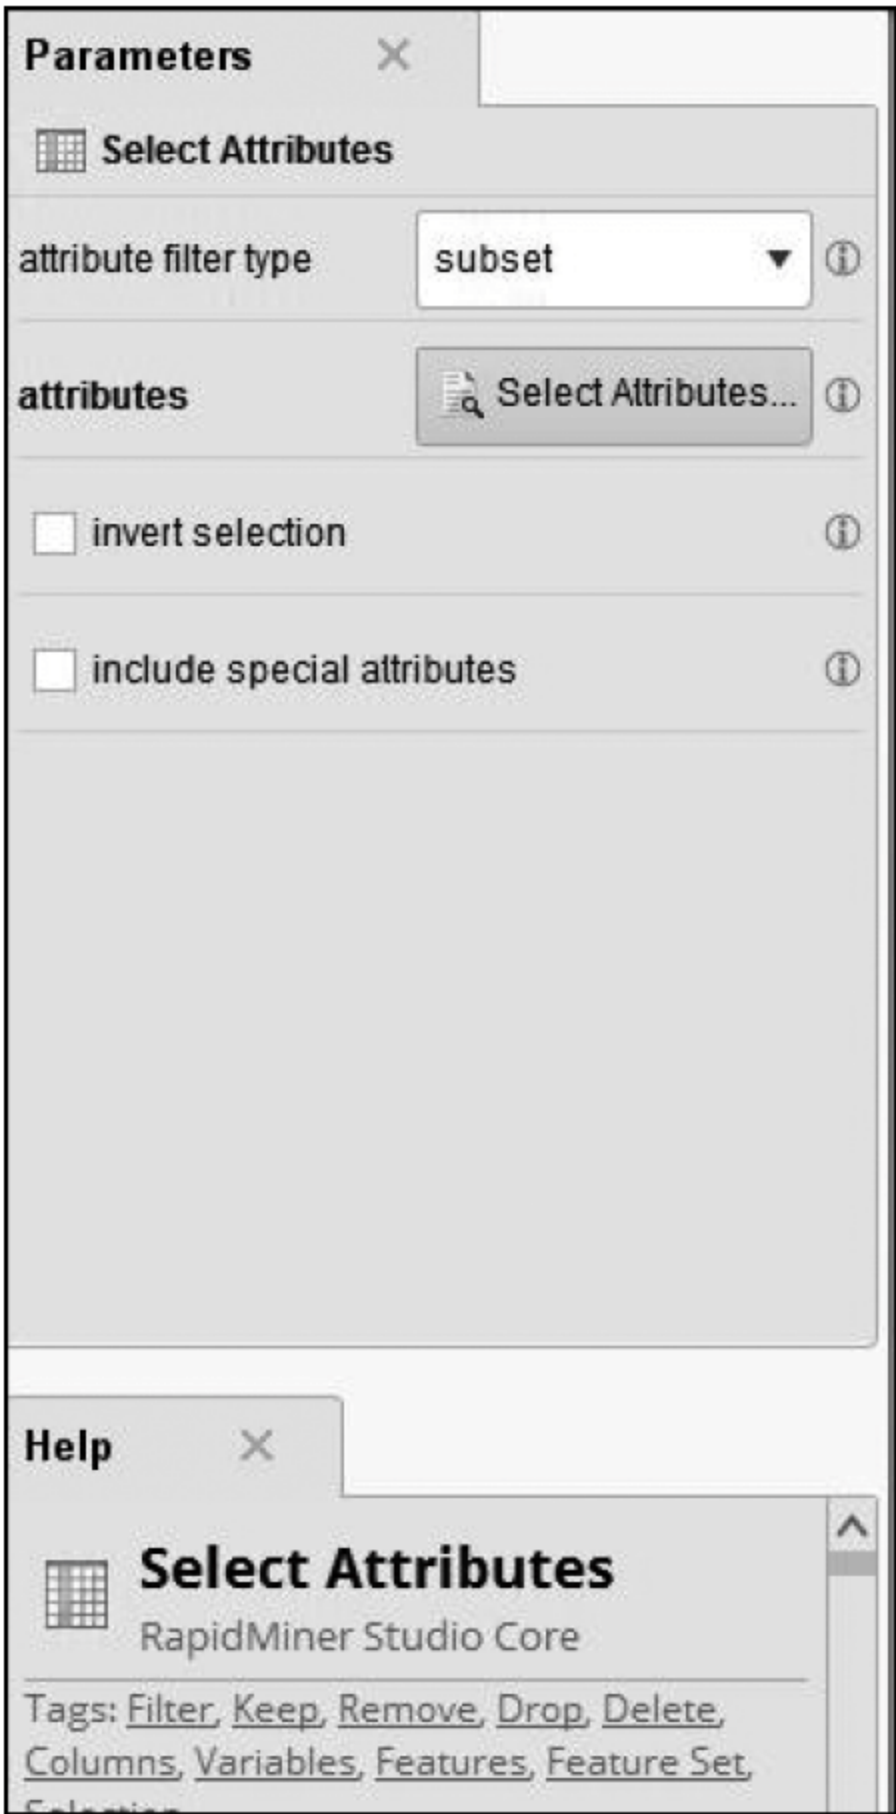 Parameters
Select Attributes
attribute filter type subset
attributes Select Attributes...
invert selection
include special attributes
Help
Select Attributes
RapidMiner Studio Core
Tags: Filter, Keep, Remove, Drop, Delete,
Columns, Variables, Features, Feature Set,